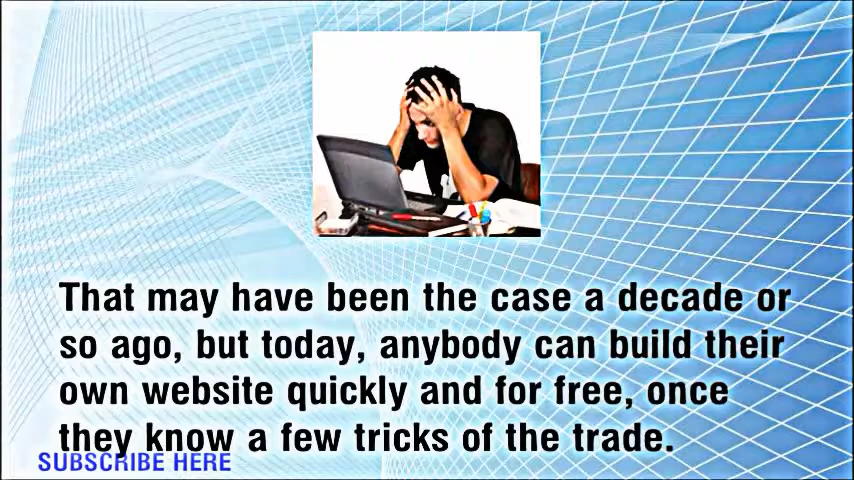 That may have been the case a decade or
so ago, but today, anybody can build their
own website quickly and for free, once
they know a few tricks of the trade.
SUBSCRIBE HERE